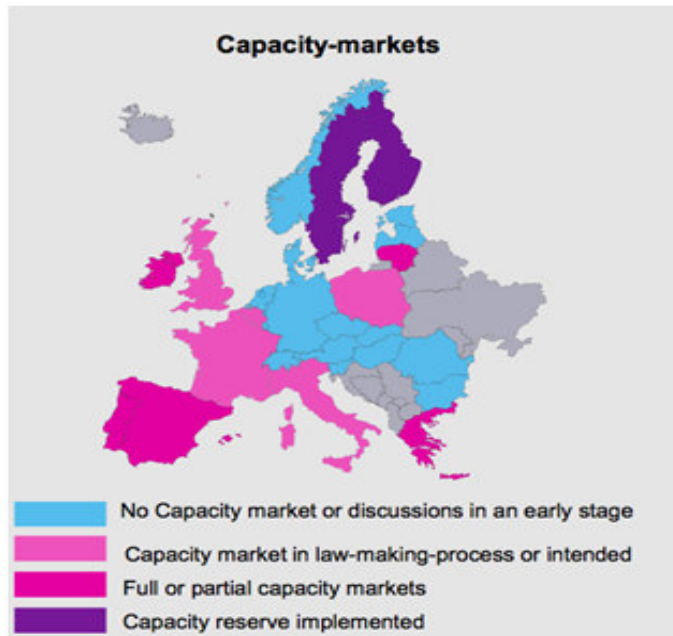 Capacity-markets
No Capacity market or discussions in an early stage
Capacity market in law-making-process or intended
Full or partial capacity markets
Capacity reserve implemented